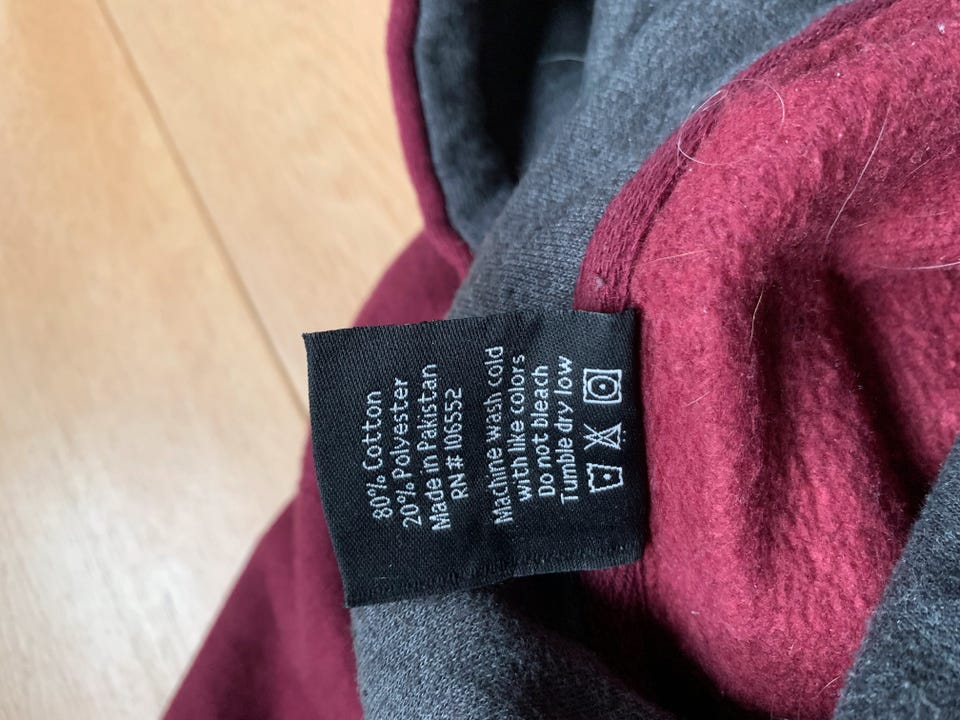 80% Cotton
20% Polyester
Made in Pakistan
RN# 106552
Machine wash cold
with like colors
Do not bleach
Tumble dry low